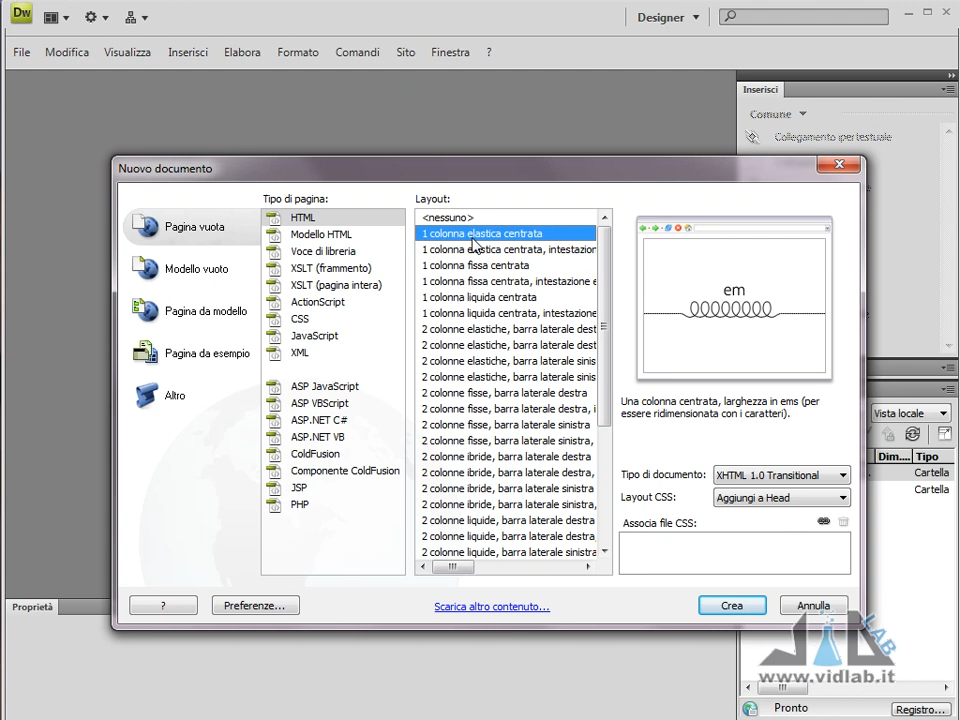 Dw
Designer
File Modifica Visualizza Inserisci Elabora Formato Comandi Sito Finestra ?
Inserisci
Comune
Collegamento ipertestuale
Nuovo documento
Tipo di pagina:
Layout:
Pagina vuota
Modello vuoto
Pagina da modello
Pagina da esempio
Altro
HTML
Modello HTML
Voce di libreria
XSLT (frammento)
XSLT (pagina intera)
ActionScript
CSS
JavaScript
XML
ASP JavaScript
ASP VBScript
ASP.NET C#
ASP.NET VB
ColdFusion
Componente ColdFusion
JSP
PHP
<nessuno>
1 colonna elastica centrata
1 colonna elastica centrata, intestazion
1 colonna fissa centrata
1 colonna fissa centrata, intestazione e
1 colonna liquida centrata
1 colonna liquida centrata, intestazione
2 colonne elastiche, barra laterale dest
2 colonne elastiche, barra laterale dest
2 colonne elastiche, barra laterale sinis
2 colonne elastiche, barra laterale sinis
2 colonne fisse, barra laterale destra
2 colonne fisse, barra laterale destra, i
2 colonne fisse, barra laterale sinistra
2 colonne fisse, barra laterale sinistra,
2 colonne ibride, barra laterale destra
2 colonne ibride, barra laterale destra,
2 colonne ibride, barra laterale sinistra
2 colonne ibride, barra laterale sinistra,
2 colonne liquide, barra laterale destra
2 colonne liquide, barra laterale destra,
2 colonne liquide, barra laterale sinistra
em
Una colonna centrata, larghezza in ems (per
essere ridimensionata con i caratteri).
Tipo di documento: XHTML 1.0 Transitional
Layout CSS: Aggiungi a Head
Associa file CSS:
? Preferenze... Scarica altro contenuto... Crea Annulla
Vista locale
Dim.... Tipo
Cartella
Cartella
Proprietà
LAB
www.vidlab.it
Pronto
Registro...